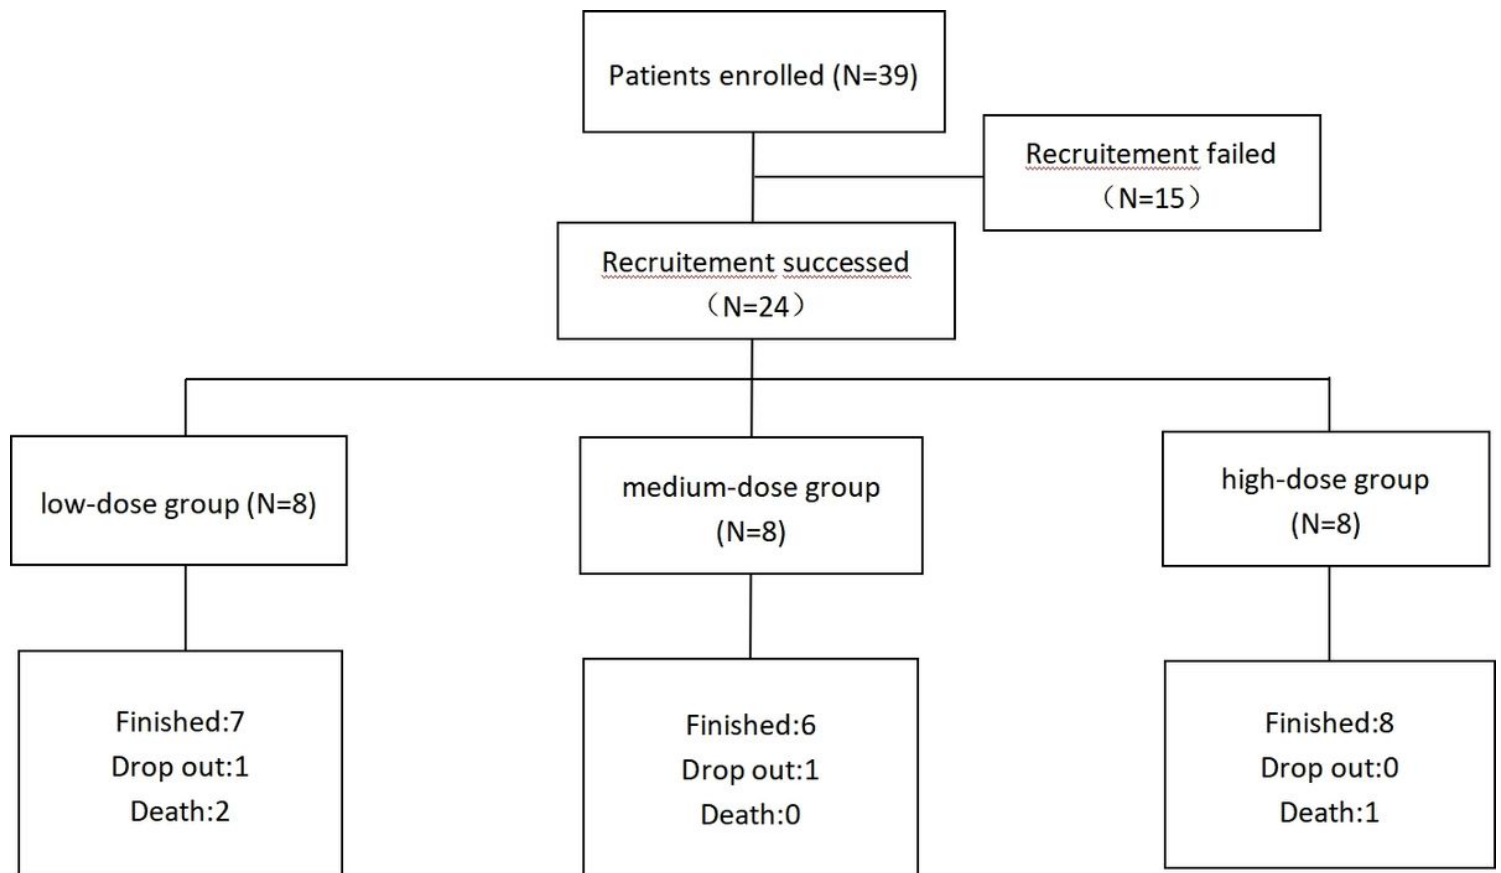 Patients enrolled (N=39)
Recruitement failed
（N=15）
Recruitement successed
（N=24）
low-dose group (N=8)
medium-dose group
(N=8)
high-dose group
(N=8)
Finished:7
Drop out:1
Death:2
Finished:6
Drop out:1
Death:0
Finished:8
Drop out:0
Death:1